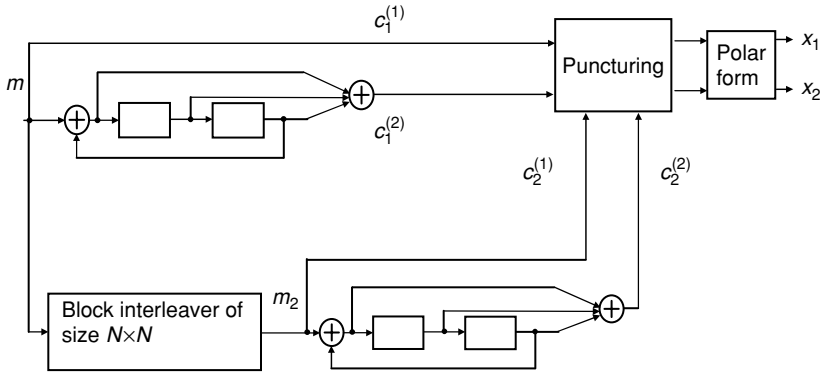 c₁⁽¹⁾
x₁
Puncturing
Polar
form
m
x₂
c₁⁽²⁾
c₂⁽¹⁾
c₂⁽²⁾
m₂
Block interleaver of
size N×N